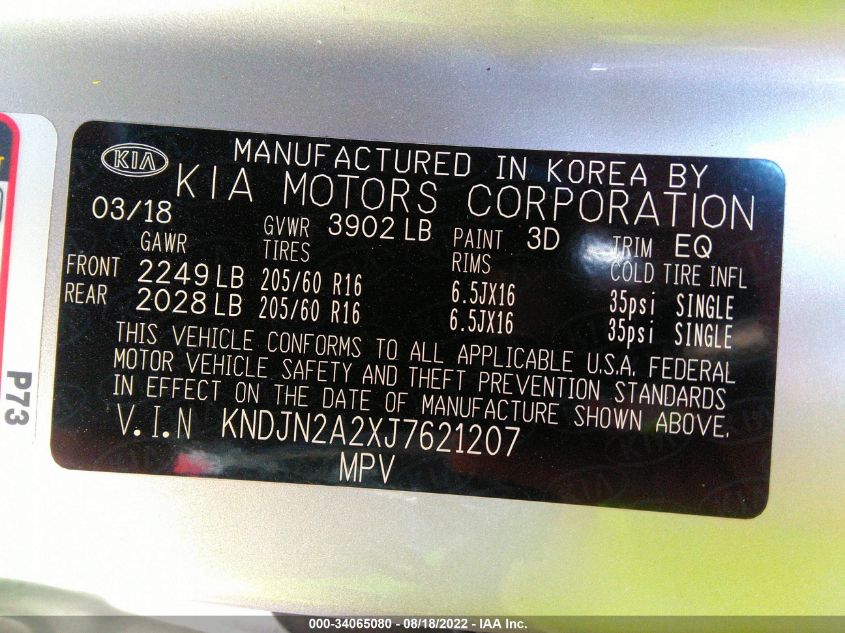 KIA
MANUFACTURED IN KOREA BY
KIA MOTORS CORPORATION
03/18 GVWR 3902 LB PAINT 3D TRIM EQ
GAWR TIRES RIMS COLD TIRE INFL
FRONT 2249 LB 205/60 R16 6.5JX16 35psi SINGLE
REAR 2028 LB 205/60 R16 6.5JX16 35psi SINGLE
THIS VEHICLE CONFORMS TO ALL APPLICABLE U.S.A. FEDERAL
MOTOR VEHICLE SAFETY AND THEFT PREVENTION STANDARDS
IN EFFECT ON THE DATE OF MANUFACTURE SHOWN ABOVE.
V.I.N KNDJN2A2XJ7621207
MPV
P73
000-34065080 - 08/18/2022 - IAA Inc.